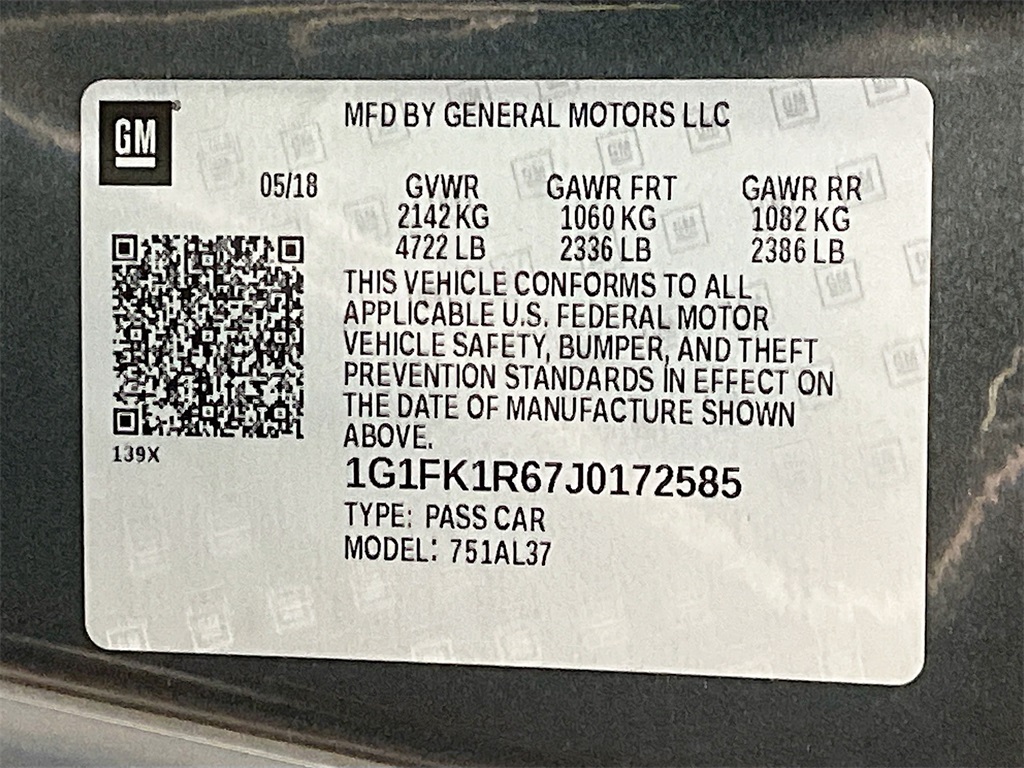 GM
MFD BY GENERAL MOTORS LLC
05/18 GVWR GAWR FRT GAWR RR
2142 KG 1060 KG 1082 KG
4722 LB 2336 LB 2386 LB
THIS VEHICLE CONFORMS TO ALL
APPLICABLE U.S. FEDERAL MOTOR
VEHICLE SAFETY, BUMPER, AND THEFT
PREVENTION STANDARDS IN EFFECT ON
THE DATE OF MANUFACTURE SHOWN
ABOVE.
139X
1G1FK1R67J0172585
TYPE: PASS CAR
MODEL: 751AL37